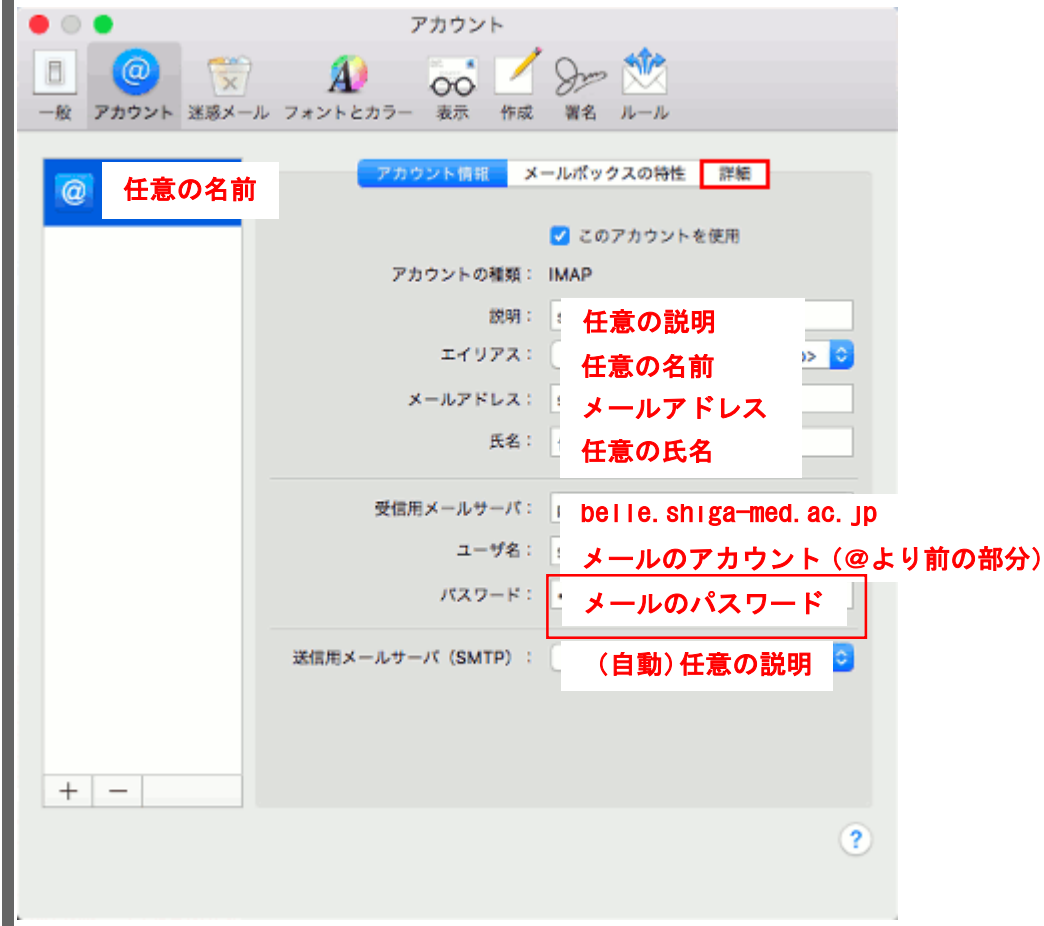 アカウント
一般 アカウント 迷惑メール フォントとカラー 表示 作成 署名 ルール
任意の名前
アカウント情報 メールボックスの特性 詳細
このアカウントを使用
アカウントの種類： IMAP
説明： 任意の説明
エイリアス： 任意の名前
メールアドレス： メールアドレス
氏名： 任意の氏名
受信用メールサーバ： belle.shiga-med.ac.jp
ユーザ名： メールのアカウント（@より前の部分）
パスワード： メールのパスワード
送信用メールサーバ（SMTP）： （自動）任意の説明